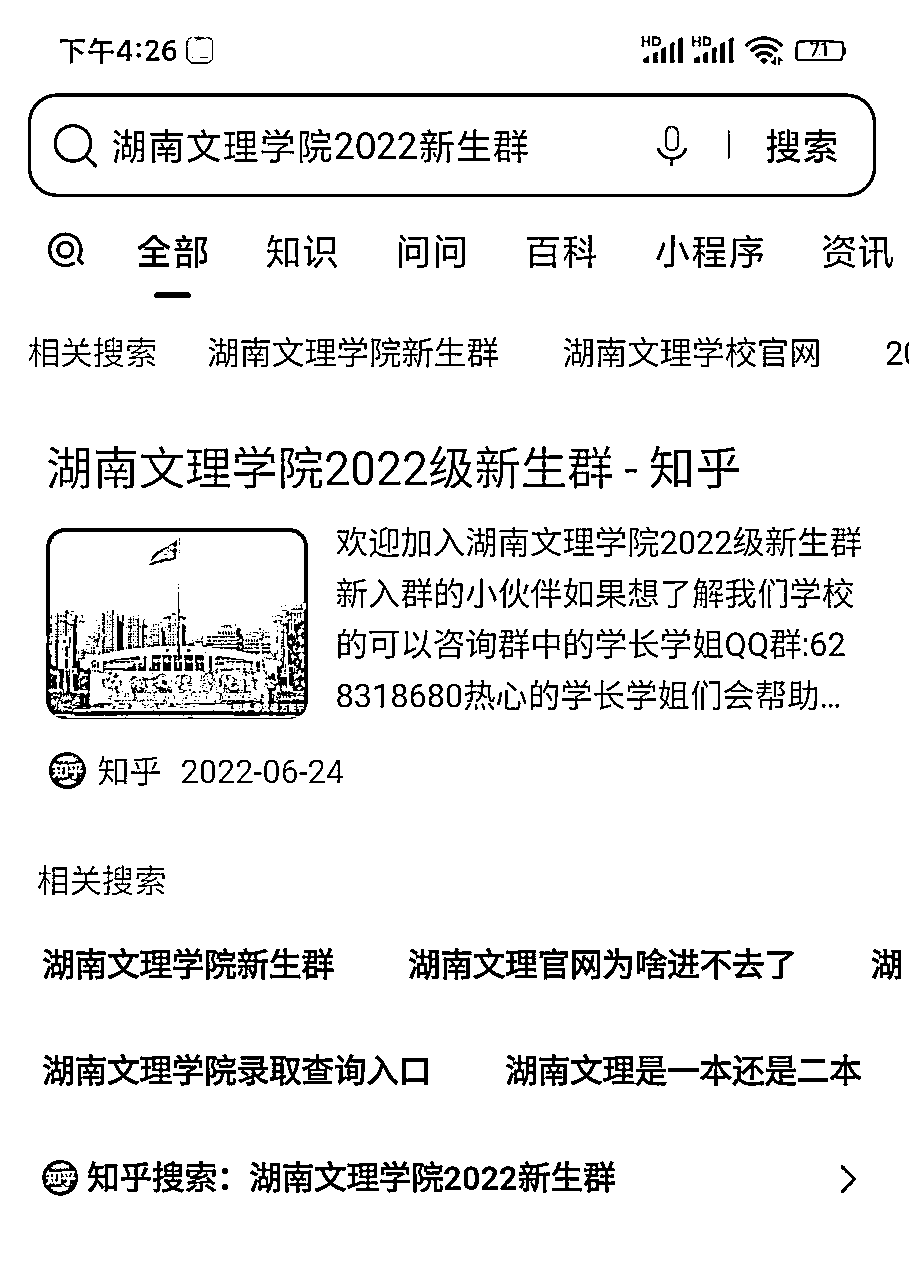 下午4:26
HD HD 71
湖南文理学院2022新生群 搜索
全部 知识 问问 百科 小程序 资讯
相关搜索 湖南文理学院新生群 湖南文理学校官网 20
湖南文理学院2022级新生群 - 知乎
欢迎加入湖南文理学院2022级新生群
新入群的小伙伴如果想了解我们学校
的可以咨询群中的学长学姐QQ群:62
8318680热心的学长学姐们会帮助...
知乎 知乎 2022-06-24
相关搜索
湖南文理学院新生群 湖南文理官网为啥进不去了 湖
湖南文理学院录取查询入口 湖南文理是一本还是二本
知乎 知乎搜索：湖南文理学院2022新生群